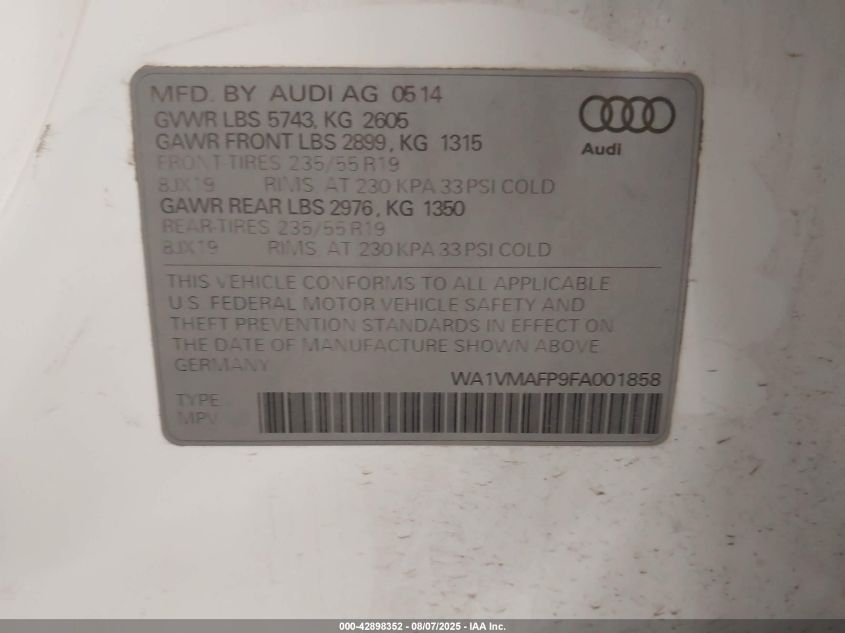 MFD. BY AUDI AG 05 14
GVWR LBS 5743, KG 2605
GAWR FRONT LBS 2899, KG 1315
FRONT-TIRES 235/55 R19
8JX19 RIMS AT 230 KPA 33 PSI COLD
GAWR REAR LBS 2976, KG 1350
REAR-TIRES 235/55 R19
8JX19 RIMS AT 230 KPA 33 PSI COLD
Audi
THIS VEHICLE CONFORMS TO ALL APPLICABLE
U.S. FEDERAL MOTOR VEHICLE SAFETY AND
THEFT PREVENTION STANDARDS IN EFFECT ON
THE DATE OF MANUFACTURE SHOWN ABOVE.
GERMANY
WA1VMAFP9FA001858
TYPE:
MPV
000-42898352 - 08/07/2025 - IAA Inc.